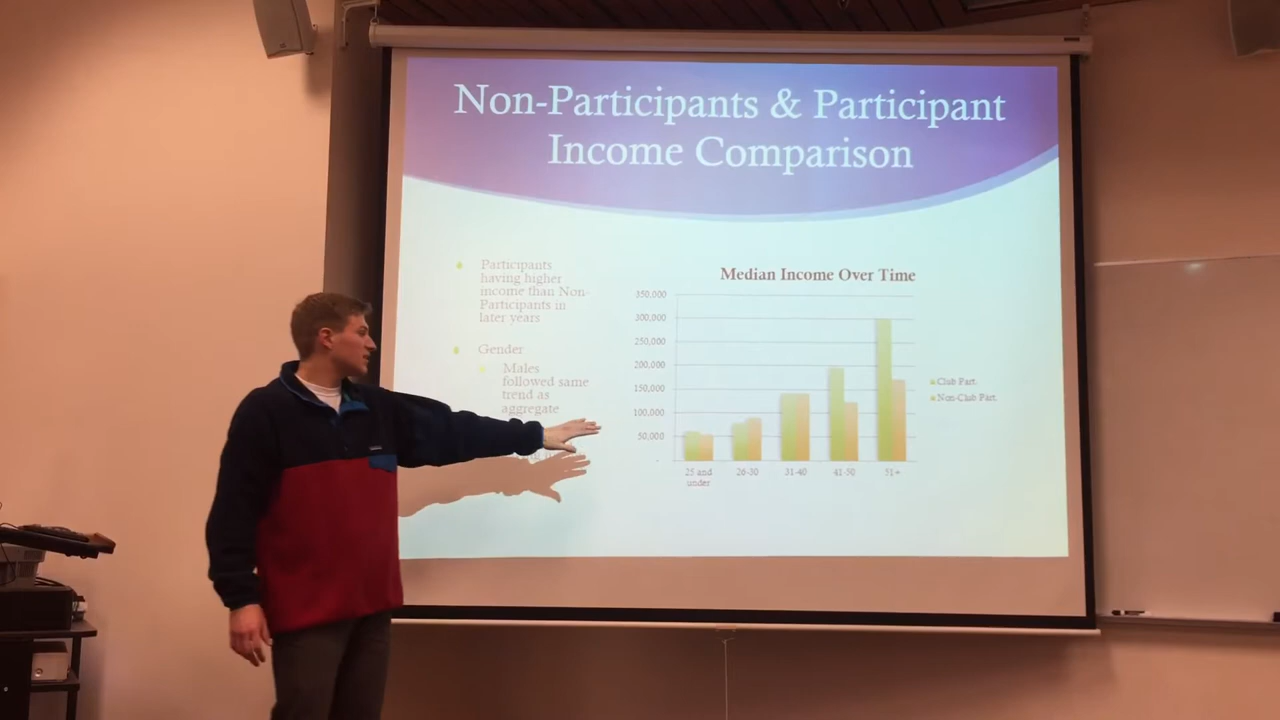 Non-Participants & Participant
Income Comparison
Participants
having higher
income than Non-
Participants in
later years
Gender
Males
followed same
trend as
aggregate
Median Income Over Time
350,000
300,000
250,000
200,000
150,000
100,000
50,000
-
25 and
under
26-30
31-40
41-50
51+
Club Part.
Non-Club Part.